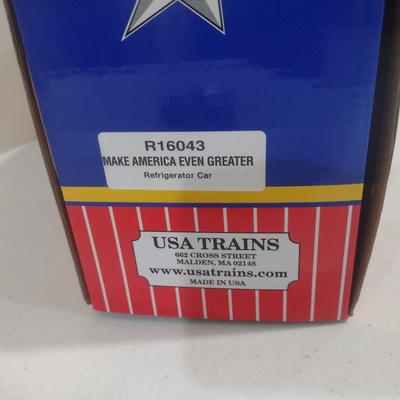 R16043
MAKE AMERICA EVEN GREATER
Refrigerator Car
USA TRAINS
662 CROSS STREET
MALDEN, MA 02148
www.usatrains.com
MADE IN USA